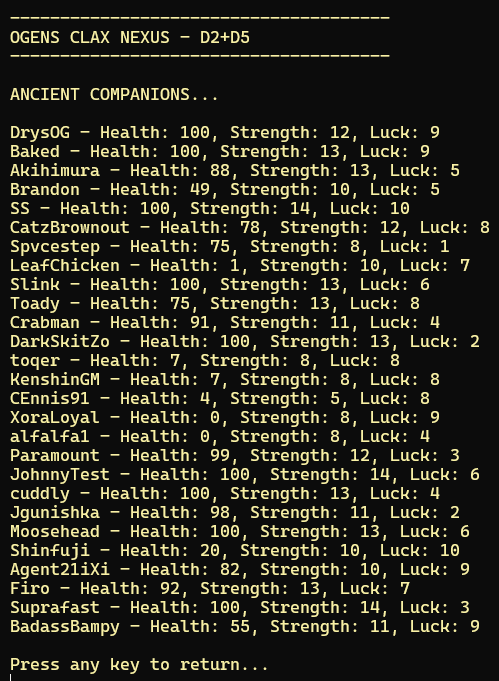 --------------------------------------
OGENS CLAX NEXUS - D2+D5
--------------------------------------
ANCIENT COMPANIONS...
DrysOG - Health: 100, Strength: 12, Luck: 9
Baked - Health: 100, Strength: 13, Luck: 9
Akihimura - Health: 88, Strength: 13, Luck: 5
Brandon - Health: 49, Strength: 10, Luck: 5
SS - Health: 100, Strength: 14, Luck: 10
CatzBrownout - Health: 78, Strength: 12, Luck: 8
Spvcestep - Health: 75, Strength: 8, Luck: 1
LeafChicken - Health: 1, Strength: 10, Luck: 7
Slink - Health: 100, Strength: 13, Luck: 6
Toady - Health: 75, Strength: 13, Luck: 8
Crabman - Health: 91, Strength: 11, Luck: 4
DarkSkitZo - Health: 100, Strength: 13, Luck: 2
toqer - Health: 7, Strength: 8, Luck: 8
KenshinGM - Health: 7, Strength: 8, Luck: 8
CEnnis91 - Health: 4, Strength: 5, Luck: 8
XoraLoyal - Health: 0, Strength: 8, Luck: 9
alfalfa1 - Health: 0, Strength: 8, Luck: 4
Paramount - Health: 99, Strength: 12, Luck: 3
JohnnyTest - Health: 100, Strength: 14, Luck: 6
cuddly - Health: 100, Strength: 13, Luck: 4
Jgunishka - Health: 98, Strength: 11, Luck: 2
Moosehead - Health: 100, Strength: 13, Luck: 6
Shinfuji - Health: 20, Strength: 10, Luck: 10
Agent21iXi - Health: 82, Strength: 10, Luck: 9
Firo - Health: 92, Strength: 13, Luck: 7
Suprafast - Health: 100, Strength: 14, Luck: 3
BadassBampy - Health: 55, Strength: 11, Luck: 9
Press any key to return...